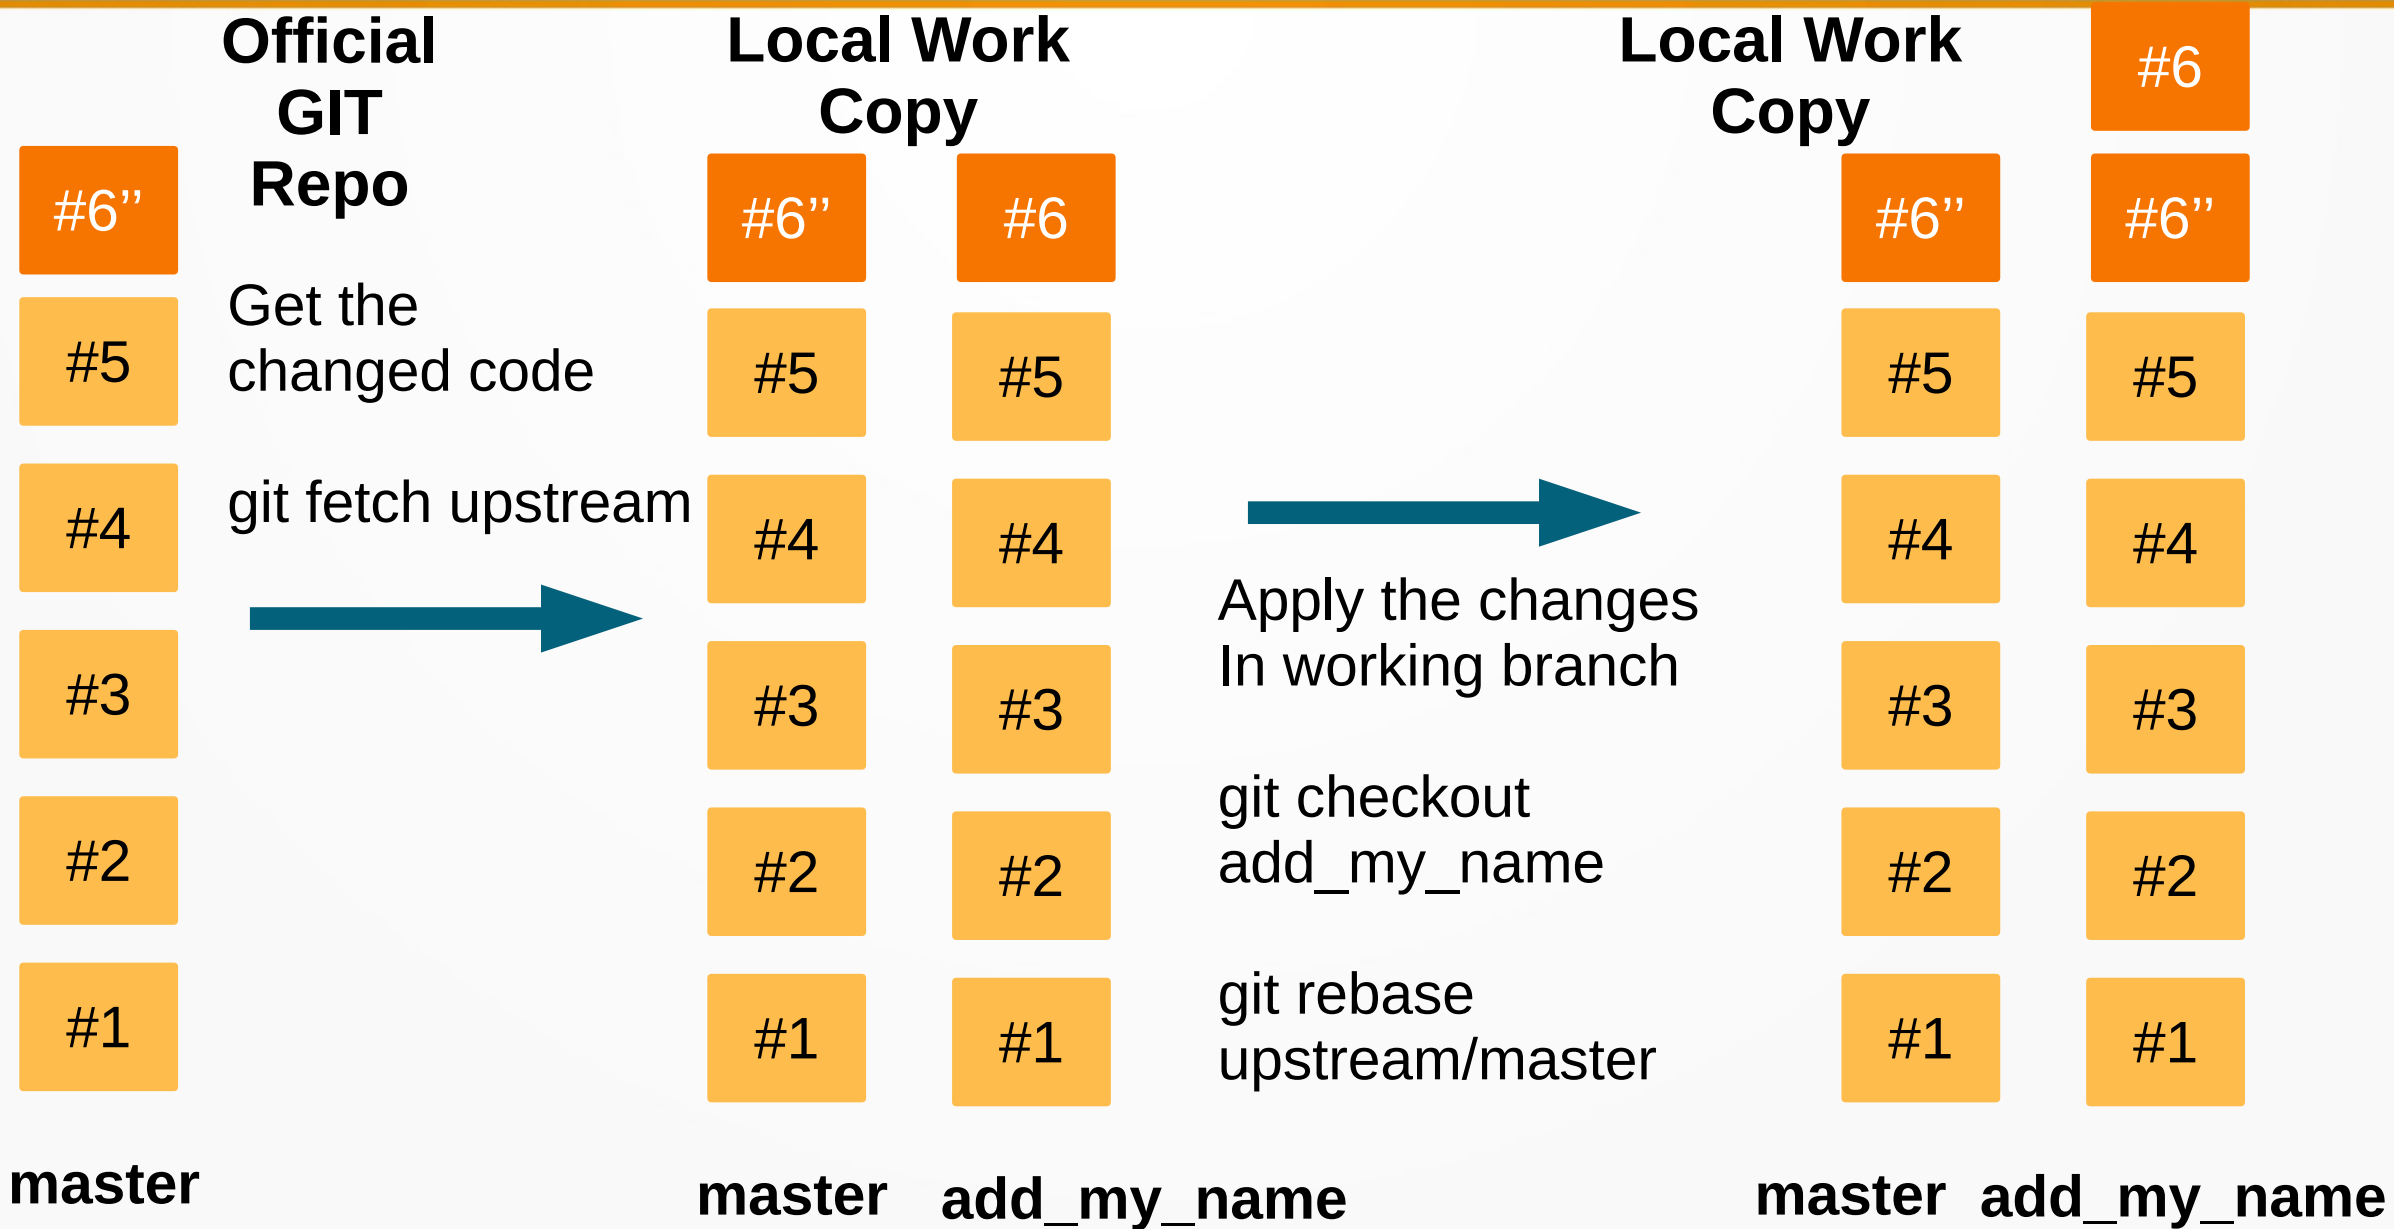 Official
GIT
Repo
#6’’
#5
#4
#3
#2
#1
master
Get the
changed code
git fetch upstream
Local Work
Copy
#6’’
#5
#4
#3
#2
#1
master
#6
#5
#4
#3
#2
#1
add_my_name
Apply the changes
In working branch
git checkout
add_my_name
git rebase
upstream/master
Local Work
Copy
#6’’
#5
#4
#3
#2
#1
master
#6
#6’’
#5
#4
#3
#2
#1
add_my_name